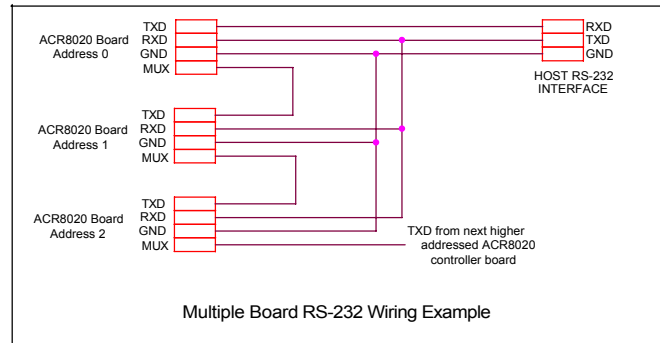 ACR8020 Board
Address 0
TXD
RXD
GND
MUX
RXD
TXD
GND
HOST RS-232
INTERFACE
ACR8020 Board
Address 1
TXD
RXD
GND
MUX
ACR8020 Board
Address 2
TXD
RXD
GND
MUX
TXD from next higher
addressed ACR8020
controller board
Multiple Board RS-232 Wiring Example